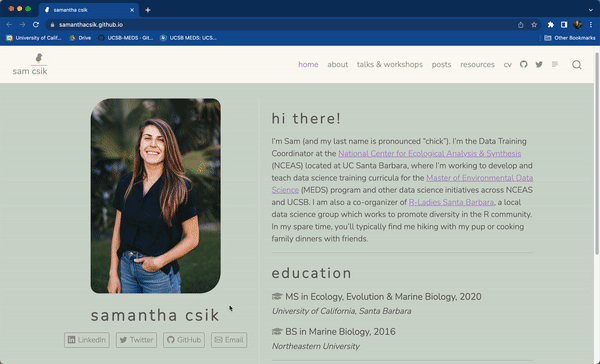 samantha csik
samanthacsik.github.io
University of Calif...
Drive
UCSB-MEDS - Git...
UCSB MEDS: UCS...
Other Bookmarks
sam csik
home
about
talks & workshops
posts
resources
cv
hi there!
I'm Sam (and my last name is pronounced "chick"). I'm the Data Training
Coordinator at the National Center for Ecological Analysis & Synthesis
(NCEAS) located at UC Santa Barbara, where I'm working to develop and
teach data science training curricula for the Master of Environmental Data
Science (MEDS) program and other data science initiatives across NCEAS
and UCSB. I am also a co-organizer of R-Ladies Santa Barbara, a local
data science group which works to promote diversity in the R community.
In my spare time, you'll typically find me hiking with my pup or cooking
family dinners with friends.
education
MS in Ecology, Evolution & Marine Biology, 2020
University of California, Santa Barbara
BS in Marine Biology, 2016
Northeastern University
samantha csik
LinkedIn
Twitter
GitHub
Email